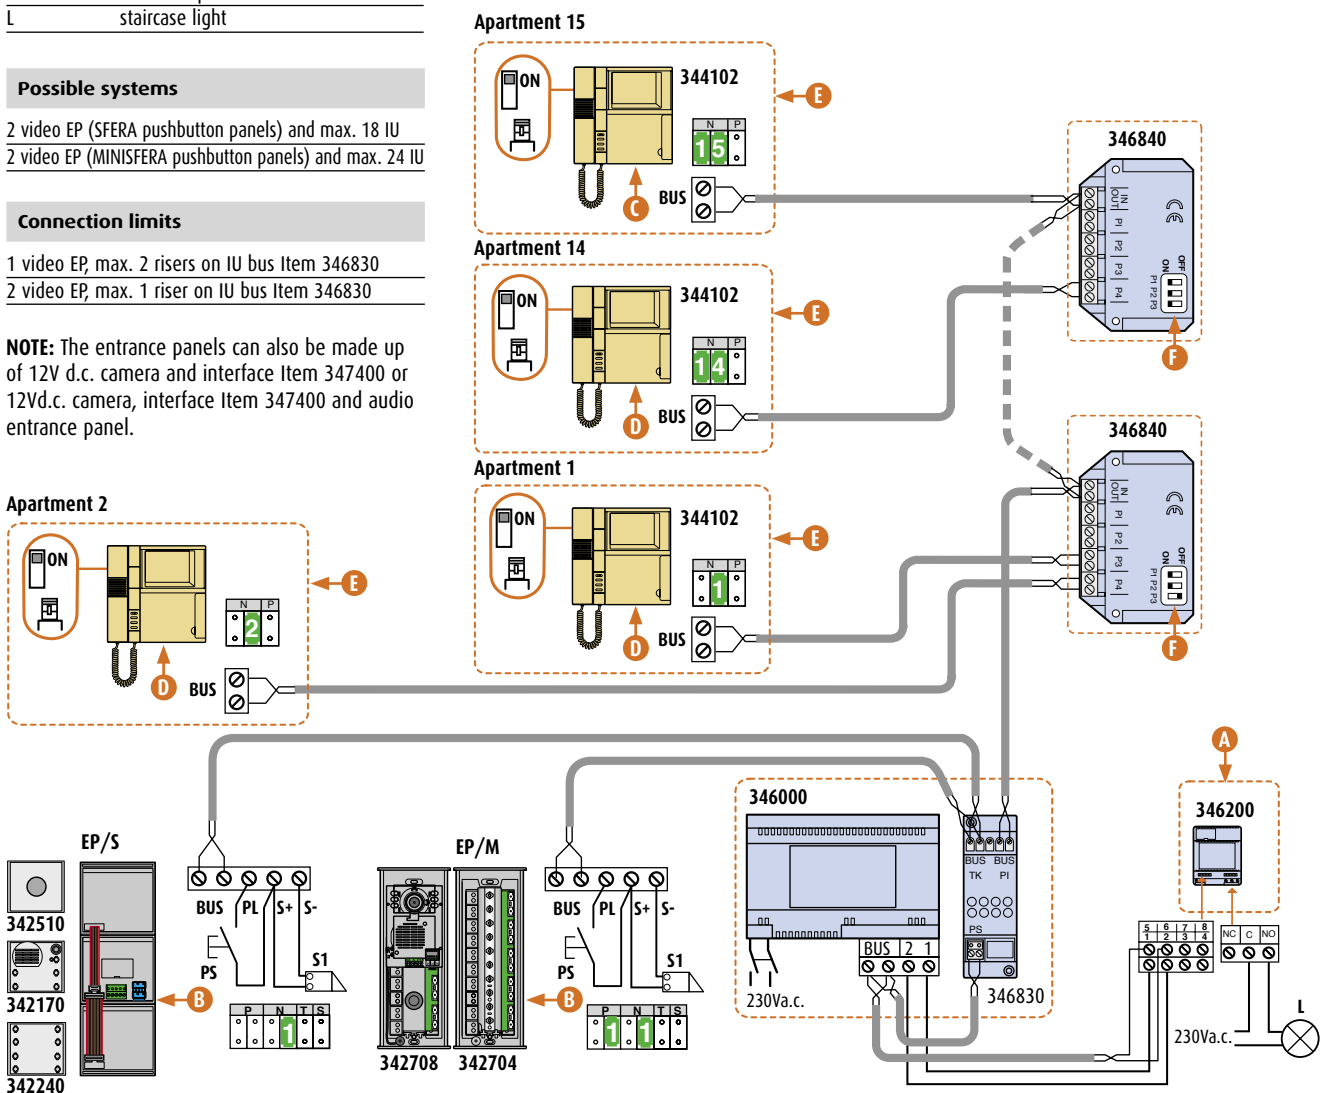 L staircase light
Possible systems
2 video EP (SFERA pushbutton panels) and max. 18 IU
2 video EP (MINISFERA pushbutton panels) and max. 24 IU
Connection limits
1 video EP, max. 2 risers on IU bus Item 346830
2 video EP, max. 1 riser on IU bus Item 346830
NOTE: The entrance panels can also be made up
of 12V d.c. camera and interface Item 347400 or
12Vd.c. camera, interface Item 347400 and audio
entrance panel.
Apartment 15
ON
344102
E
N P
15
C
BUS
346840
IN
OUT
P1
P2
P3
P4
CE
OFF
ON
P1 P2 P3
F
Apartment 14
ON
344102
E
N P
14
D
BUS
346840
IN
OUT
P1
P2
P3
P4
CE
OFF
ON
P1 P2 P3
F
Apartment 1
ON
344102
E
N P
1
D
BUS
Apartment 2
ON
E
N P
2
D
BUS
EP/S
342510
342170
342240
B
BUS PL S+ S-
PS
S1
P N T S
1
EP/M
342708 342704
B
BUS PL S+ S-
PS
S1
P N T S
1 1
346000
230Va.c.
BUS 2 1
BUS BUS
TK PI
PS
346830
A
346200
5 6 7 8
1 2 3 4
NC C NO
230Va.c.
L